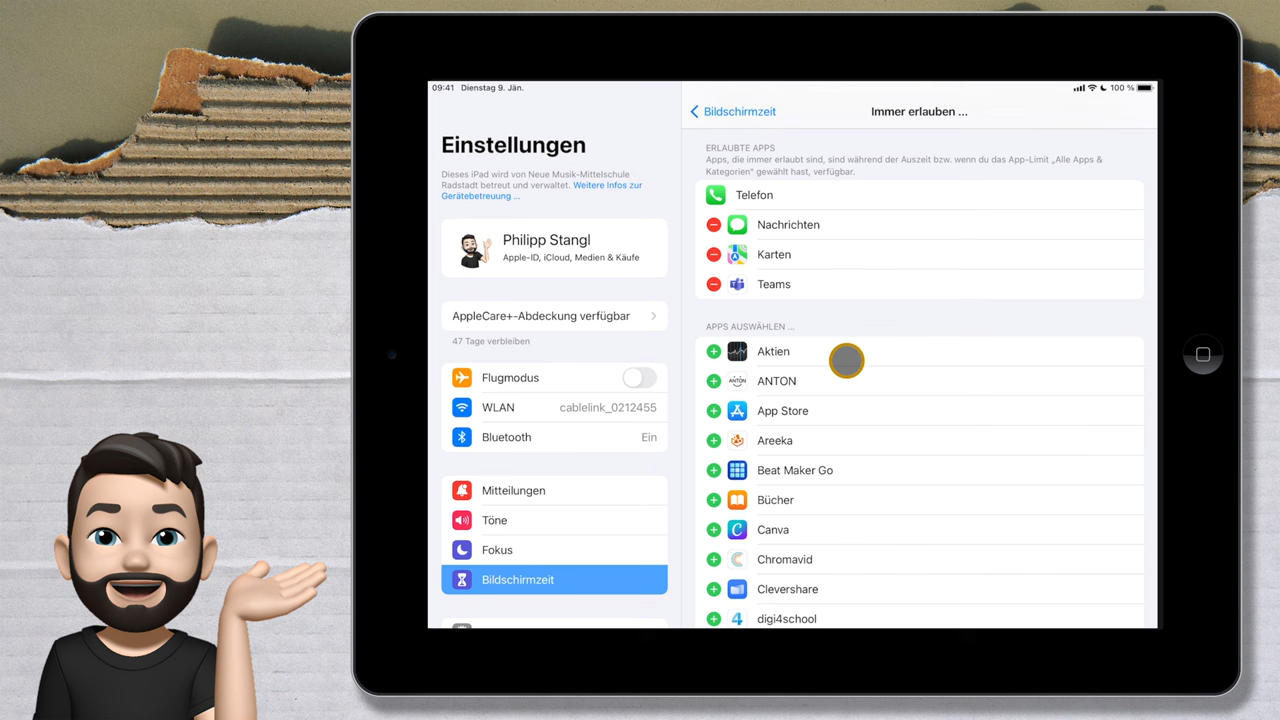 09:41 Dienstag 9. Jän.
100 %
Einstellungen
Dieses iPad wird von Neue Musik-Mittelschule
Radstadt betreut und verwaltet. Weitere Infos zur
Gerätebetreuung ...
Philipp Stangl
Apple-ID, iCloud, Medien & Käufe
AppleCare+-Abdeckung verfügbar
47 Tage verbleiben
Flugmodus
WLAN cablelink_0212455
Bluetooth Ein
Mitteilungen
Töne
Fokus
Bildschirmzeit
Bildschirmzeit
Immer erlauben ...
ERLAUBTE APPS
Apps, die immer erlaubt sind, sind während der Auszeit bzw. wenn du das App-Limit „Alle Apps &
Kategorien“ gewählt hast, verfügbar.
Telefon
Nachrichten
Karten
Teams
APPS AUSWÄHLEN ...
Aktien
ANTON
ANTON
App Store
Areeka
Beat Maker Go
Bücher
Canva
Chromavid
Clevershare
4
digi4school